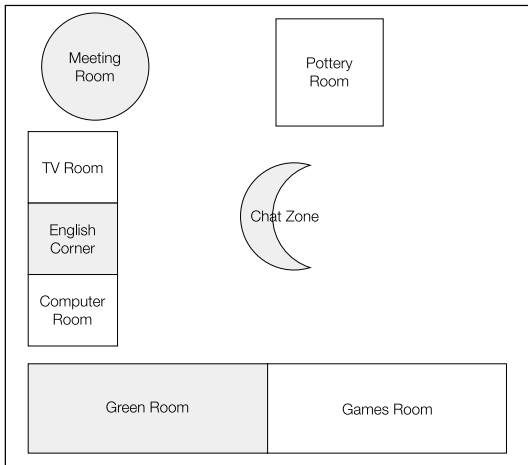 Meeting
Room
Pottery
Room
TV Room
English
Corner
Chat Zone
Computer
Room
Green Room
Games Room